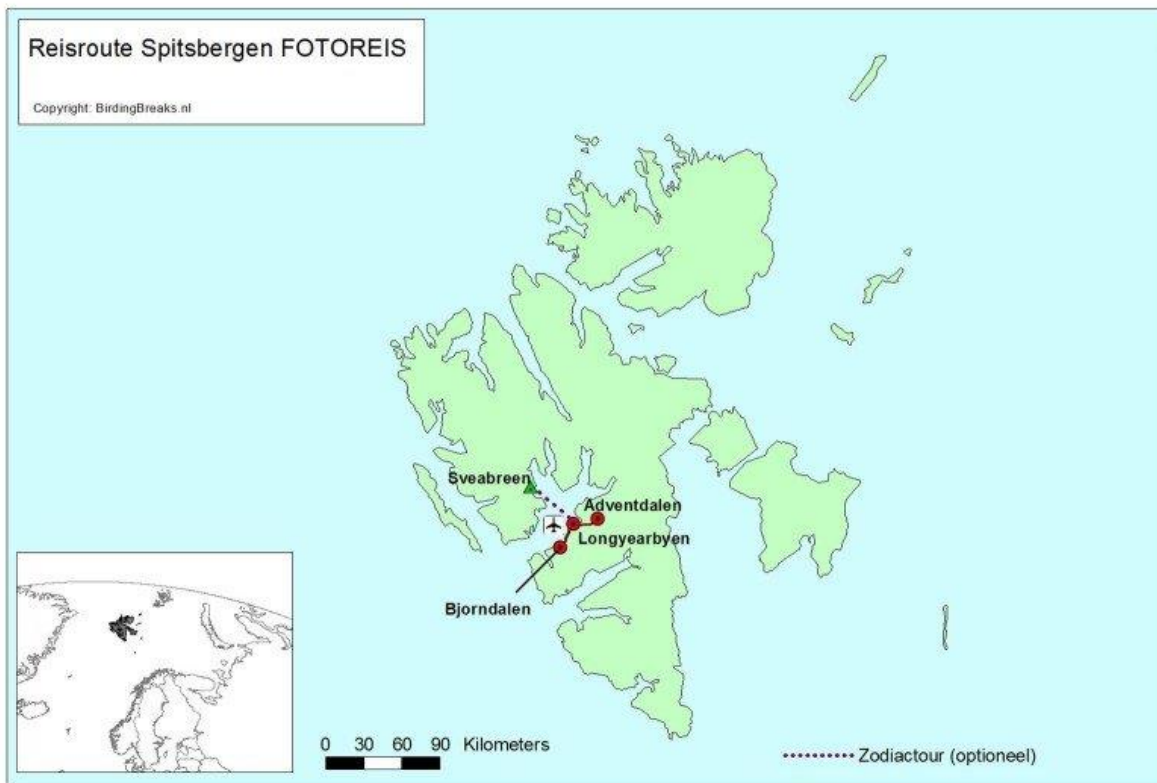 Reisroute Spitsbergen FOTOREIS
Copyright: BirdingBreaks.nl
Sveabreen
Adventdalen
Longyearbyen
Bjorndalen
0 30 60 90 Kilometers
Zodiactour (optioneel)